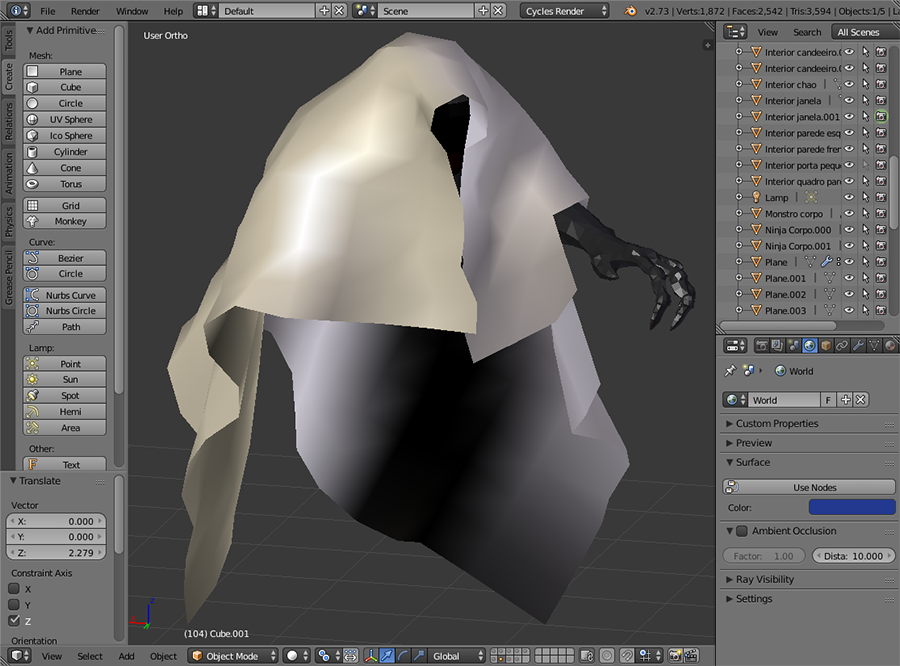 File Render Window Help Default Scene Cycles Render v2.73 | Verts:1,872 | Faces:2,542 | Tris:3,594 | Objects:1/5 | L
Tools
Create
Relations
Animation
Physics
Grease Pencil
Add Primitive
Mesh:
Plane
Cube
Circle
UV Sphere
Ico Sphere
Cylinder
Cone
Torus
Grid
Monkey
Curve:
Bezier
Circle
Nurbs Curve
Nurbs Circle
Path
Lamp:
Point
Sun
Spot
Hemi
Area
Other:
Text
Translate
Vector
X: 0.000
Y: 0.000
Z: 2.279
Constraint Axis
X
Y
Z
Orientation
User Ortho
(104) Cube.001
View Select Add Object Object Mode Global
View Search All Scenes
Interior candeeiro.
Interior candeeiro.
Interior chao
Interior janela
Interior janela.001
Interior parede esq
Interior parede fren
Interior porta pequ
Interior quadro par
Lamp
Monstro corpo
Ninja Corpo.000
Ninja Corpo.001
Plane
Plane.001
Plane.002
Plane.003
World
World F
Custom Properties
Preview
Surface
Use Nodes
Color:
Ambient Occlusion
Factor: 1.00 Dista: 10.000
Ray Visibility
Settings